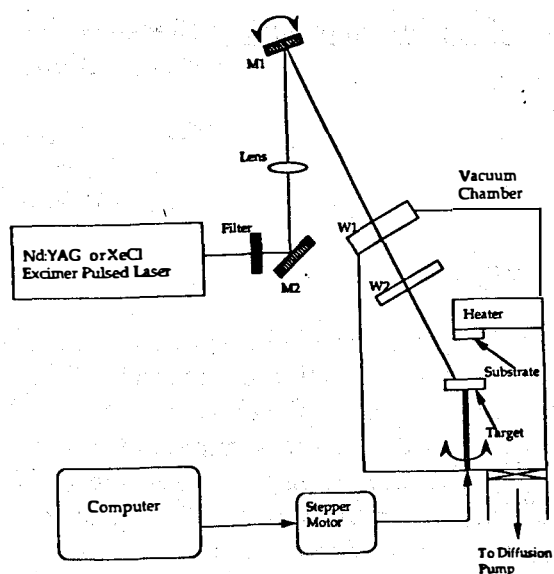 M1
Lens
Vacuum
Chamber
Filter
W1
Nd:YAG or XeCl
Excimer Pulsed Laser
M2
W2
Heater
Substrate
Target
Computer
Stepper
Motor
To Diffusion
Pump